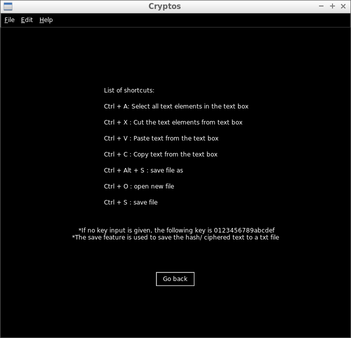 Cryptos
File Edit Help
List of shortcuts:
Ctrl + A: Select all text elements in the text box
Ctrl + X : Cut the text elements from text box
Ctrl + V : Paste text from the text box
Ctrl + C : Copy text from the text box
Ctrl + Alt + S : save file as
Ctrl + O : open new file
Ctrl + S : save file
*If no key input is given, the following key is 0123456789abcdef
*The save feature is used to save the hash/ ciphered text to a txt file
Go back